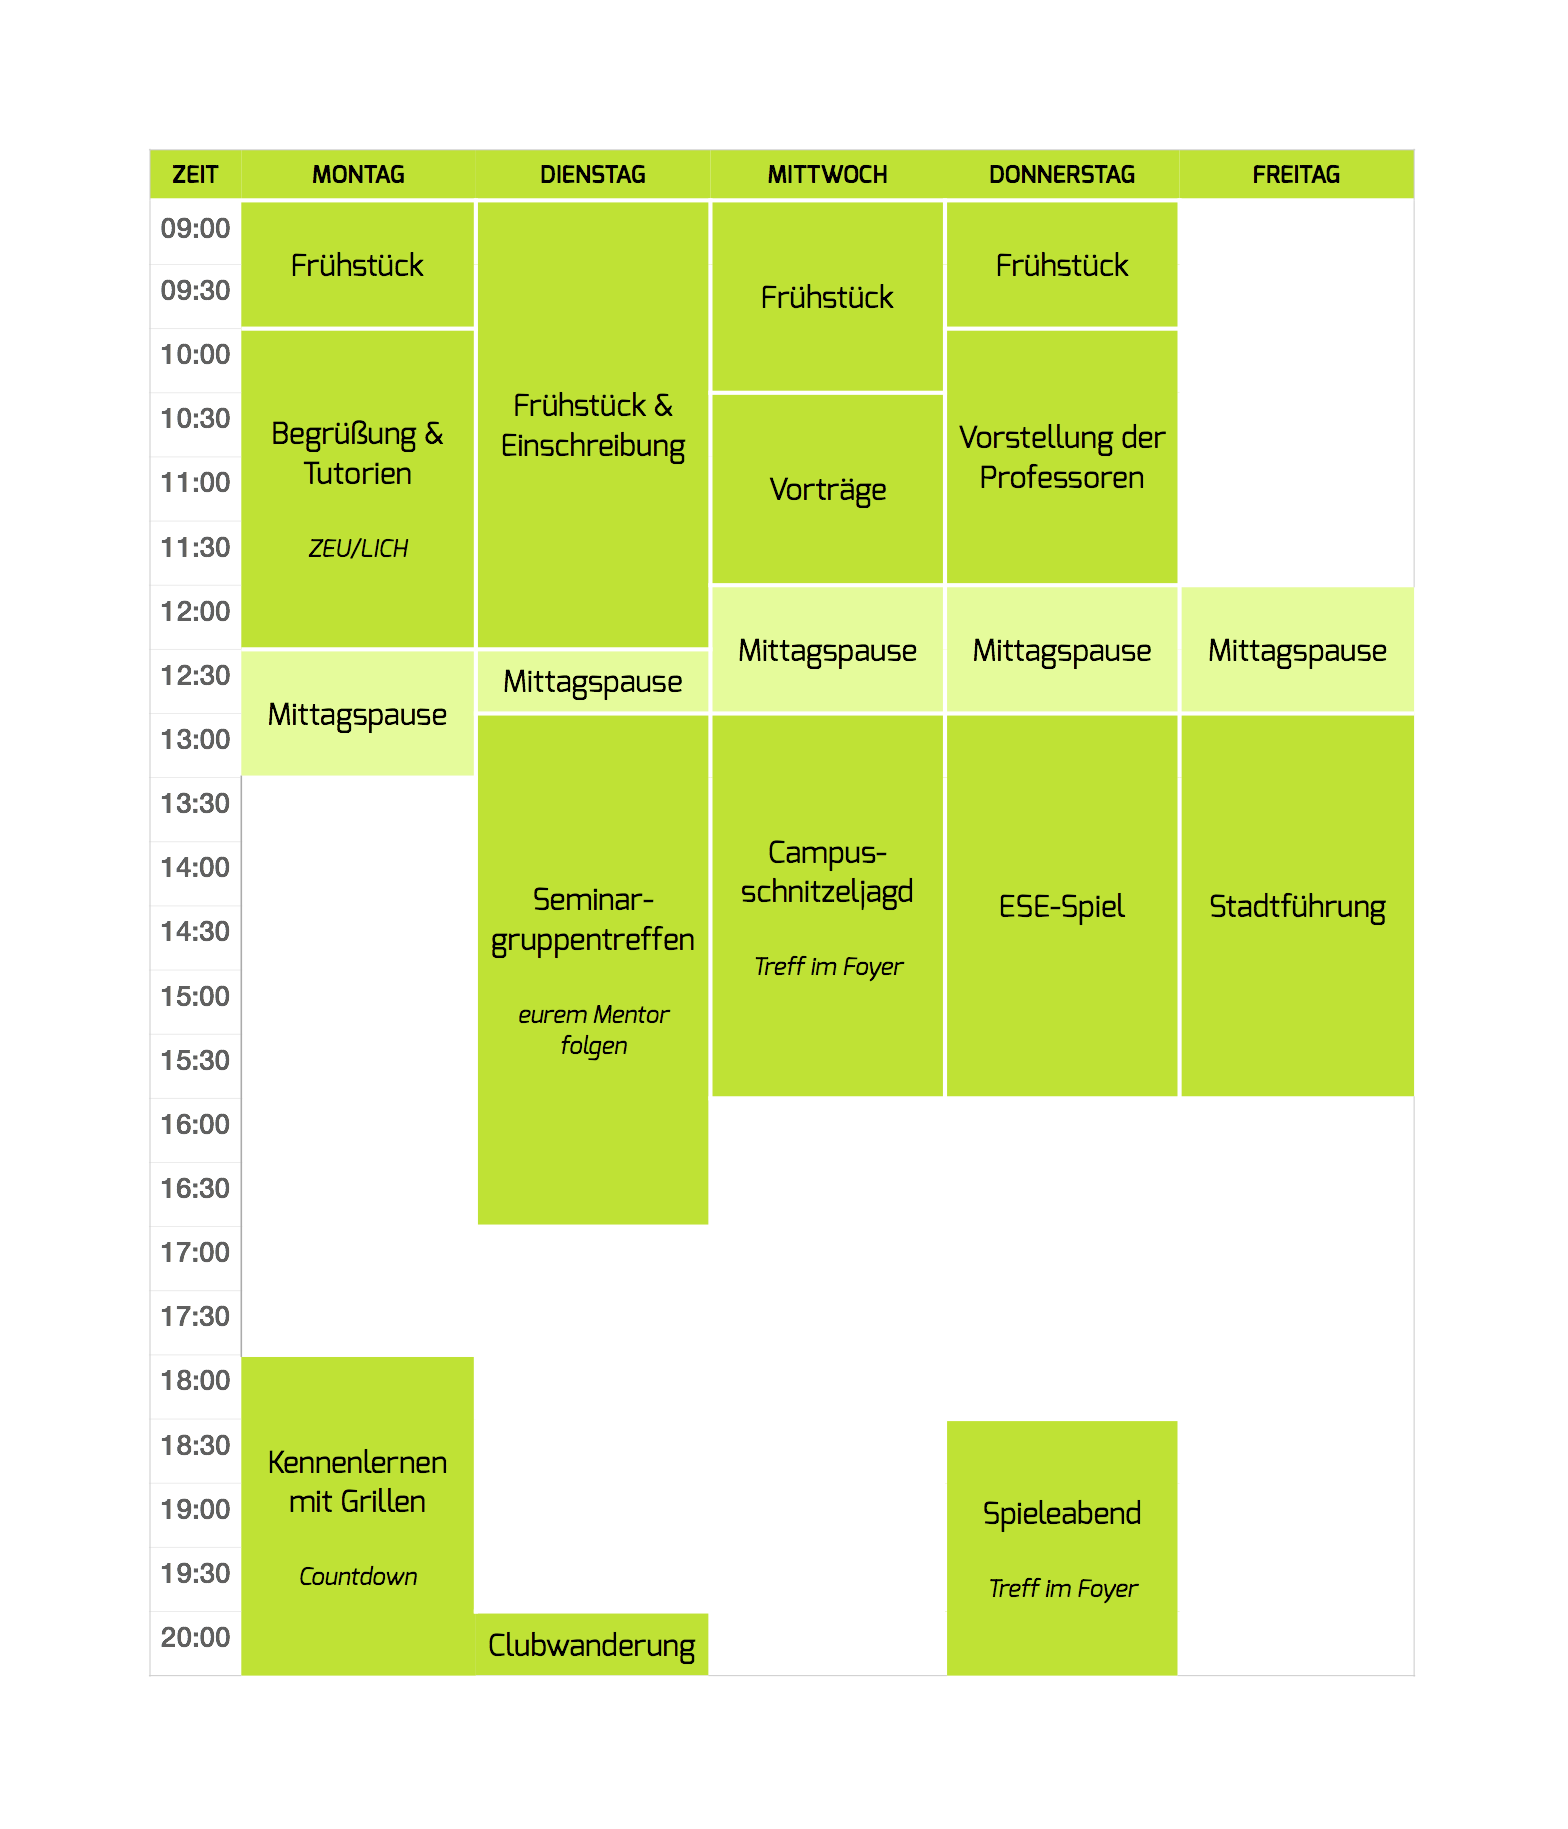 ZEIT MONTAG DIENSTAG MITTWOCH DONNERSTAG FREITAG
09:00
Frühstück Frühstück
09:30
Frühstück
10:00
Frühstück &
Einschreibung
10:30
Begrüßung &
Tutorien
Vorstellung der
Professoren
11:00
Vorträge
11:30
ZEU/LICH
12:00
Mittagspause Mittagspause Mittagspause
12:30
Mittagspause
Mittagspause
13:00
13:30
Campus-
schnitzeljagd
14:00
Seminar-
gruppentreffen
ESE-Spiel
Stadtführung
14:30
Treff im Foyer
15:00
eurem Mentor
folgen
15:30
16:00
16:30
17:00
17:30
18:00
18:30
Kennenlernen
mit Grillen
19:00
Spieleabend
19:30
Countdown
Treff im Foyer
20:00
Clubwanderung